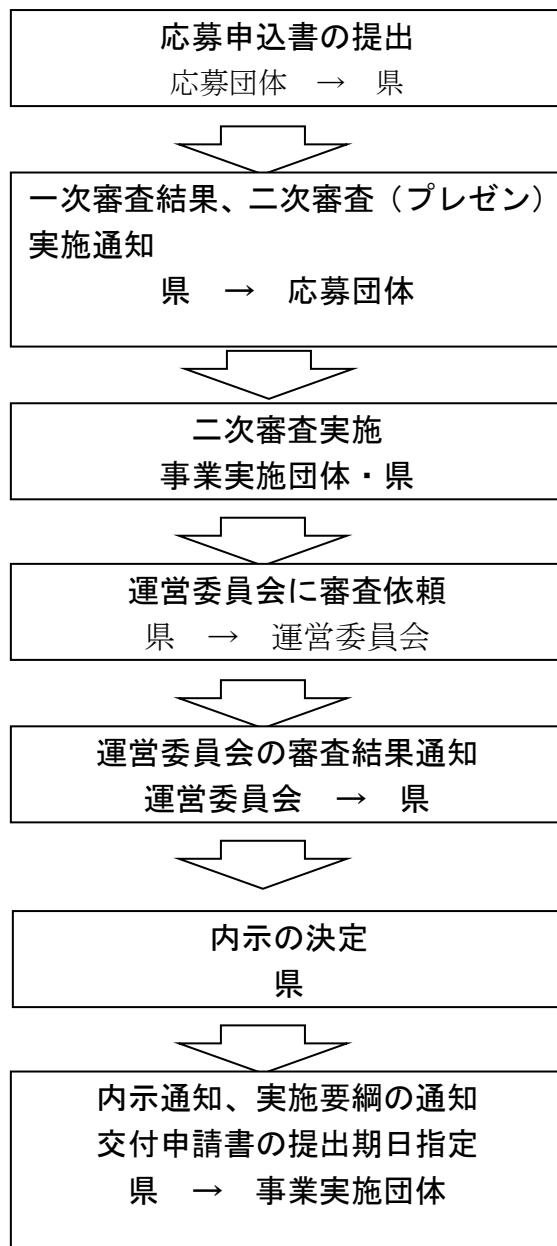 応募申込書の提出
応募団体 → 県
一次審査結果、二次審査（プレゼン）
実施通知
県 → 応募団体
二次審査実施
事業実施団体・県
運営委員会に審査依頼
県 → 運営委員会
運営委員会の審査結果通知
運営委員会 → 県
内示の決定
県
内示通知、実施要綱の通知
交付申請書の提出期日指定
県 → 事業実施団体